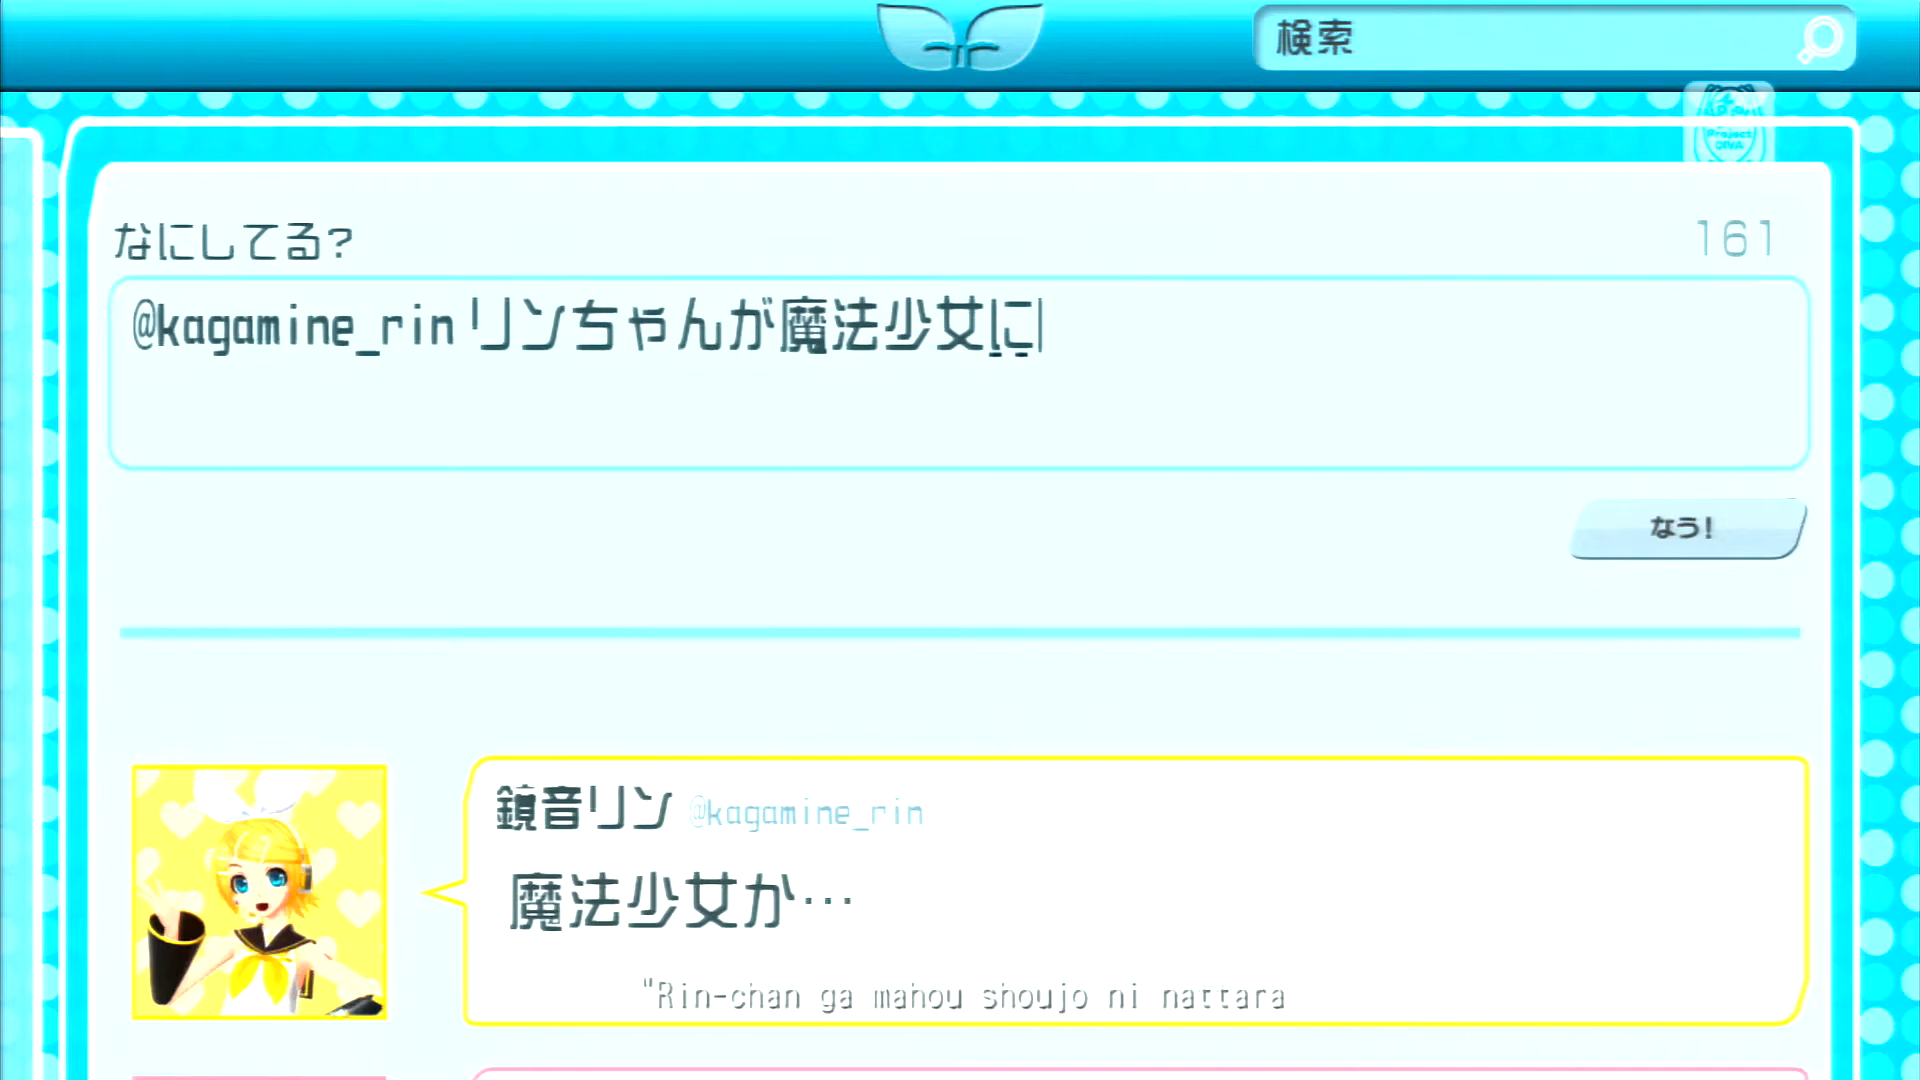 検索
Project
DIVA
なにしてる?
161
@kagamine_rin リンちゃんが魔法少女に
なう!
鏡音リン @kagamine_rin
魔法少女か…
"Rin-chan ga mahou shoujo ni nattara